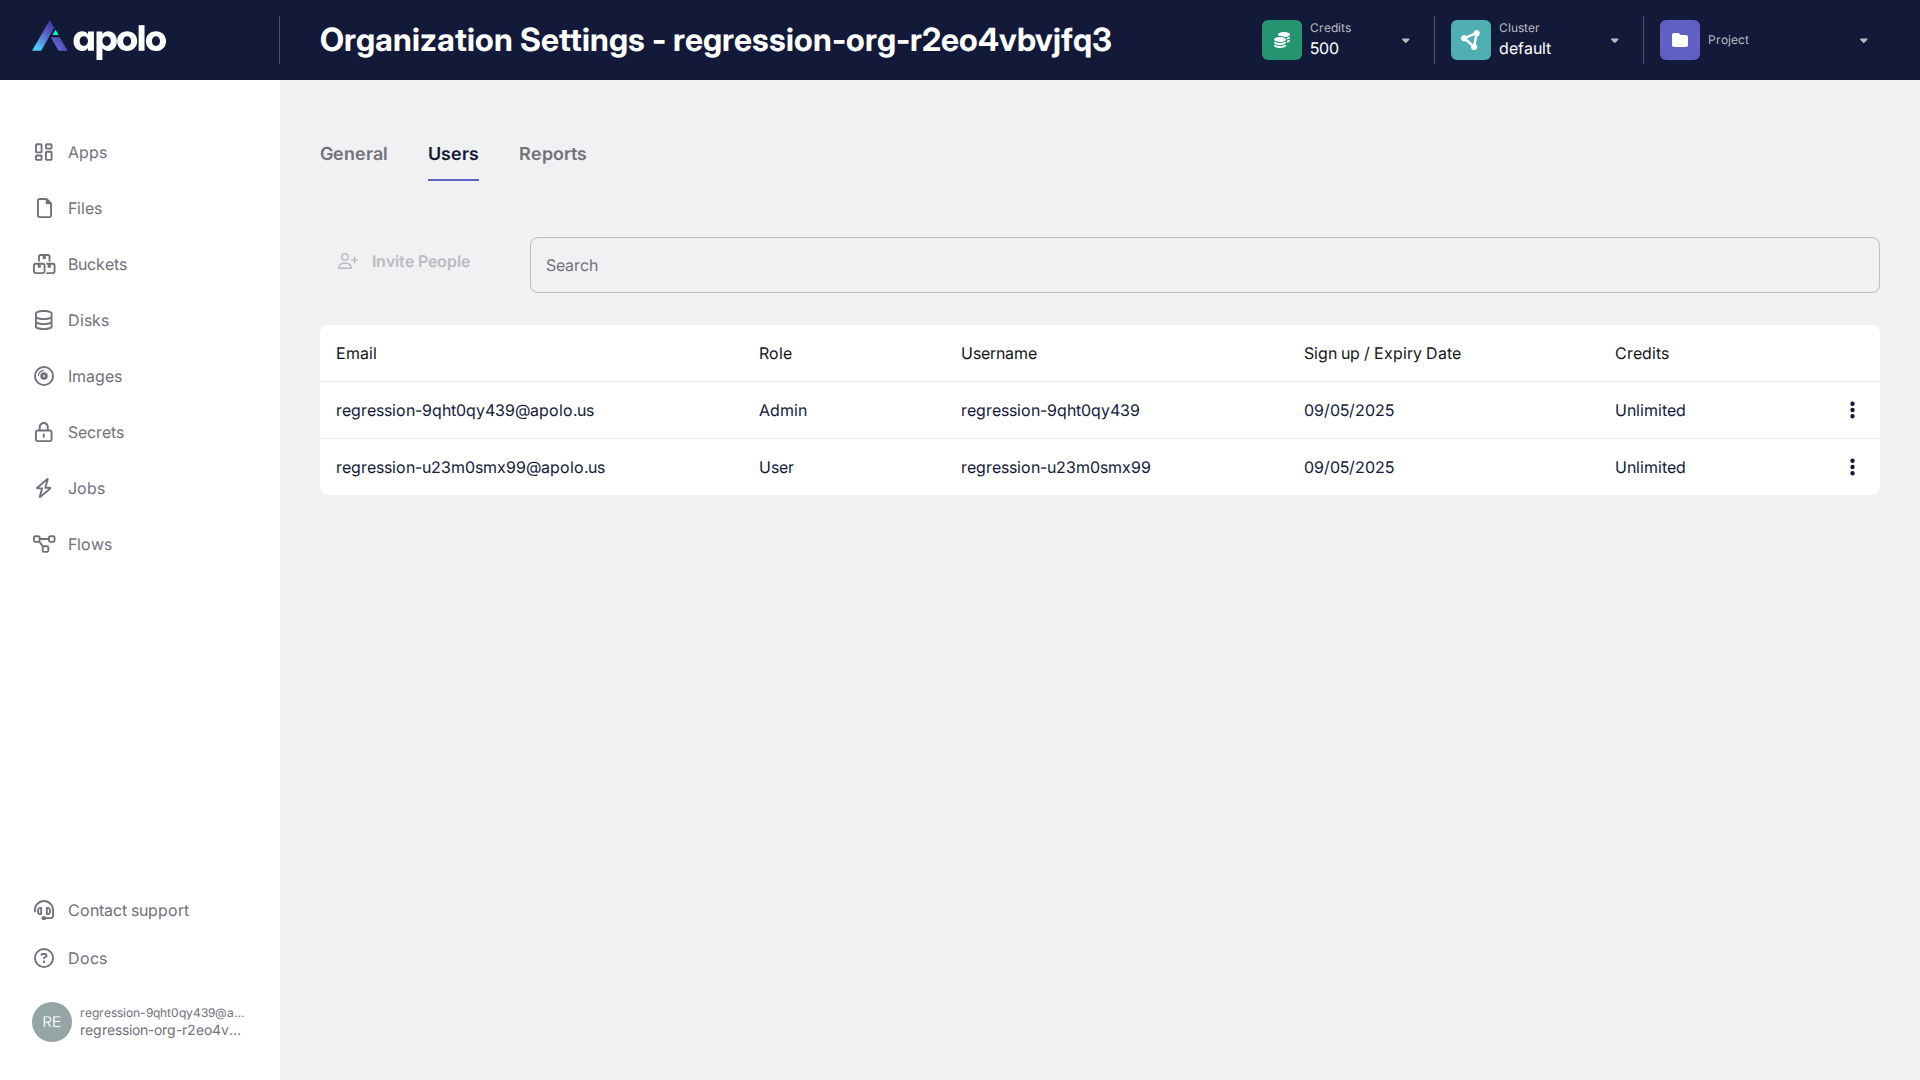 apolo
Organization Settings - regression-org-r2eo4vbvjfq3
Credits
500
Cluster
default
Project
Apps
Files
Buckets
Disks
Images
Secrets
Jobs
Flows
Contact support
Docs
RE
regression-9qht0qy439@a...
regression-org-r2eo4v...
General Users Reports
Invite People
Search
Email Role Username Sign up / Expiry Date Credits
regression-9qht0qy439@apolo.us Admin regression-9qht0qy439 09/05/2025 Unlimited
regression-u23m0smx99@apolo.us User regression-u23m0smx99 09/05/2025 Unlimited